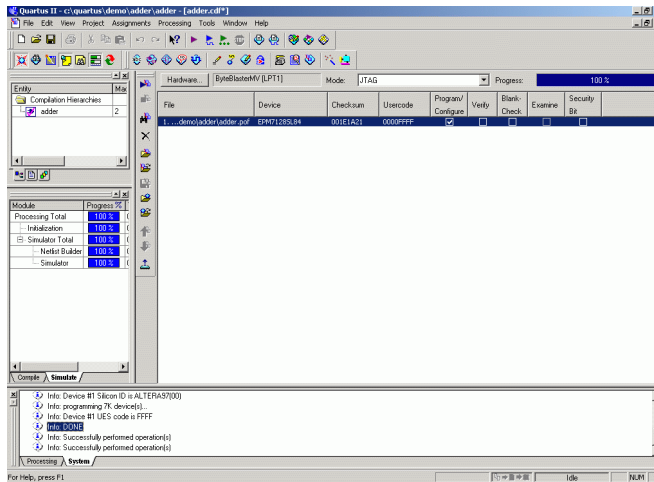 Quartus II - c:\quartus\demo\adder\adder - [adder.cdf*]
File Edit View Project Assignments Processing Tools Window Help
Hardware... ByteBlasterMV [LPT1] Mode: JTAG Progress: 100 %
Entity Mac
Compilation Hierarchies
adder 2
File Device Checksum Usercode Program/ Configure Verify Blank- Check Examine Security Bit
1. ...demo\adder\adder.pof EPM7128SL84 001E1A21 0000FFFF
Module Progress %
Processing Total 100 %
Initialization 100 %
Simulator Total 100 %
Netlist Builder 100 %
Simulator 100 %
Compile Simulate
Info: Device #1 Silicon ID is ALTERA97(00)
Info: programming 7K device(s)...
Info: Device #1 UES code is FFFF
Info: DONE
Info: Successfully performed operation(s)
Info: Successfully performed operation(s)
Processing System
For Help, press F1 Idle NUM